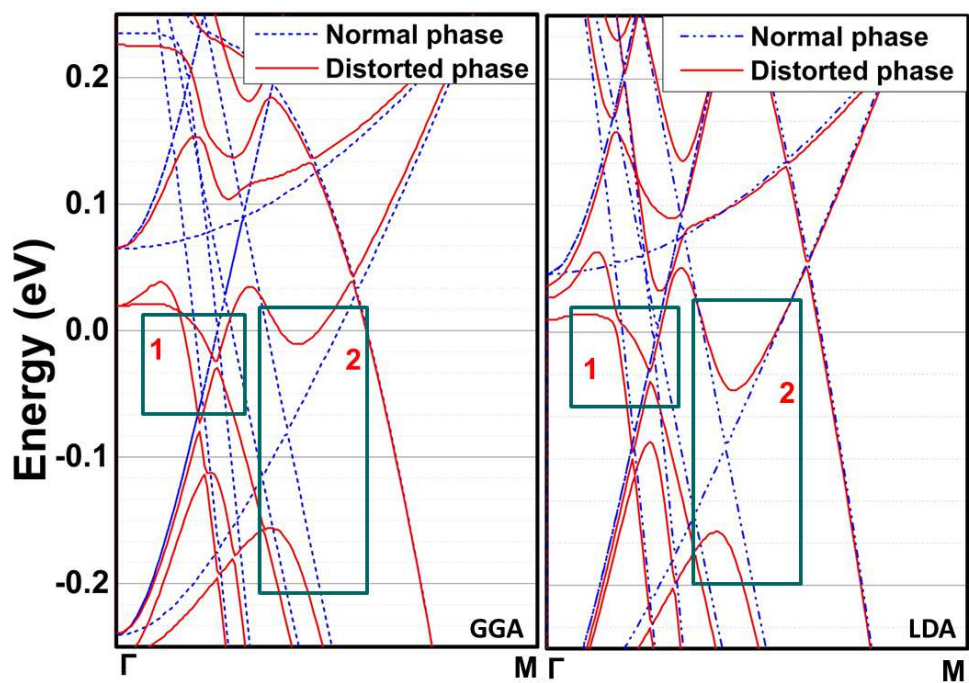 Normal phase
Distorted phase
Normal phase
Distorted phase
Energy (eV)
0.2
0.1
0.0
-0.1
-0.2
1
2
1
2
GGA
LDA
Γ
M
Γ
M